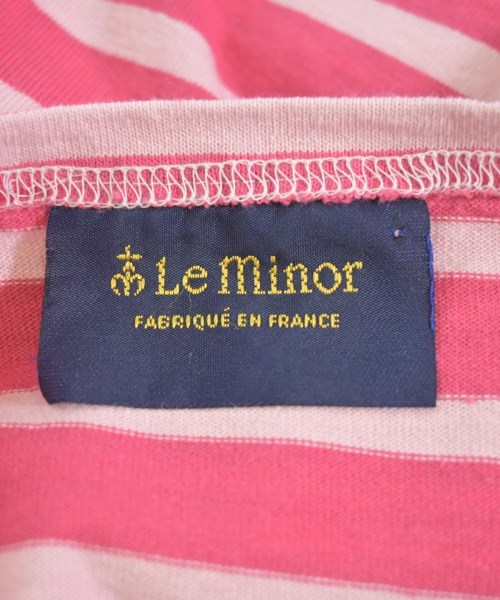 Le Minor
FABRIQUÉ EN FRANCE